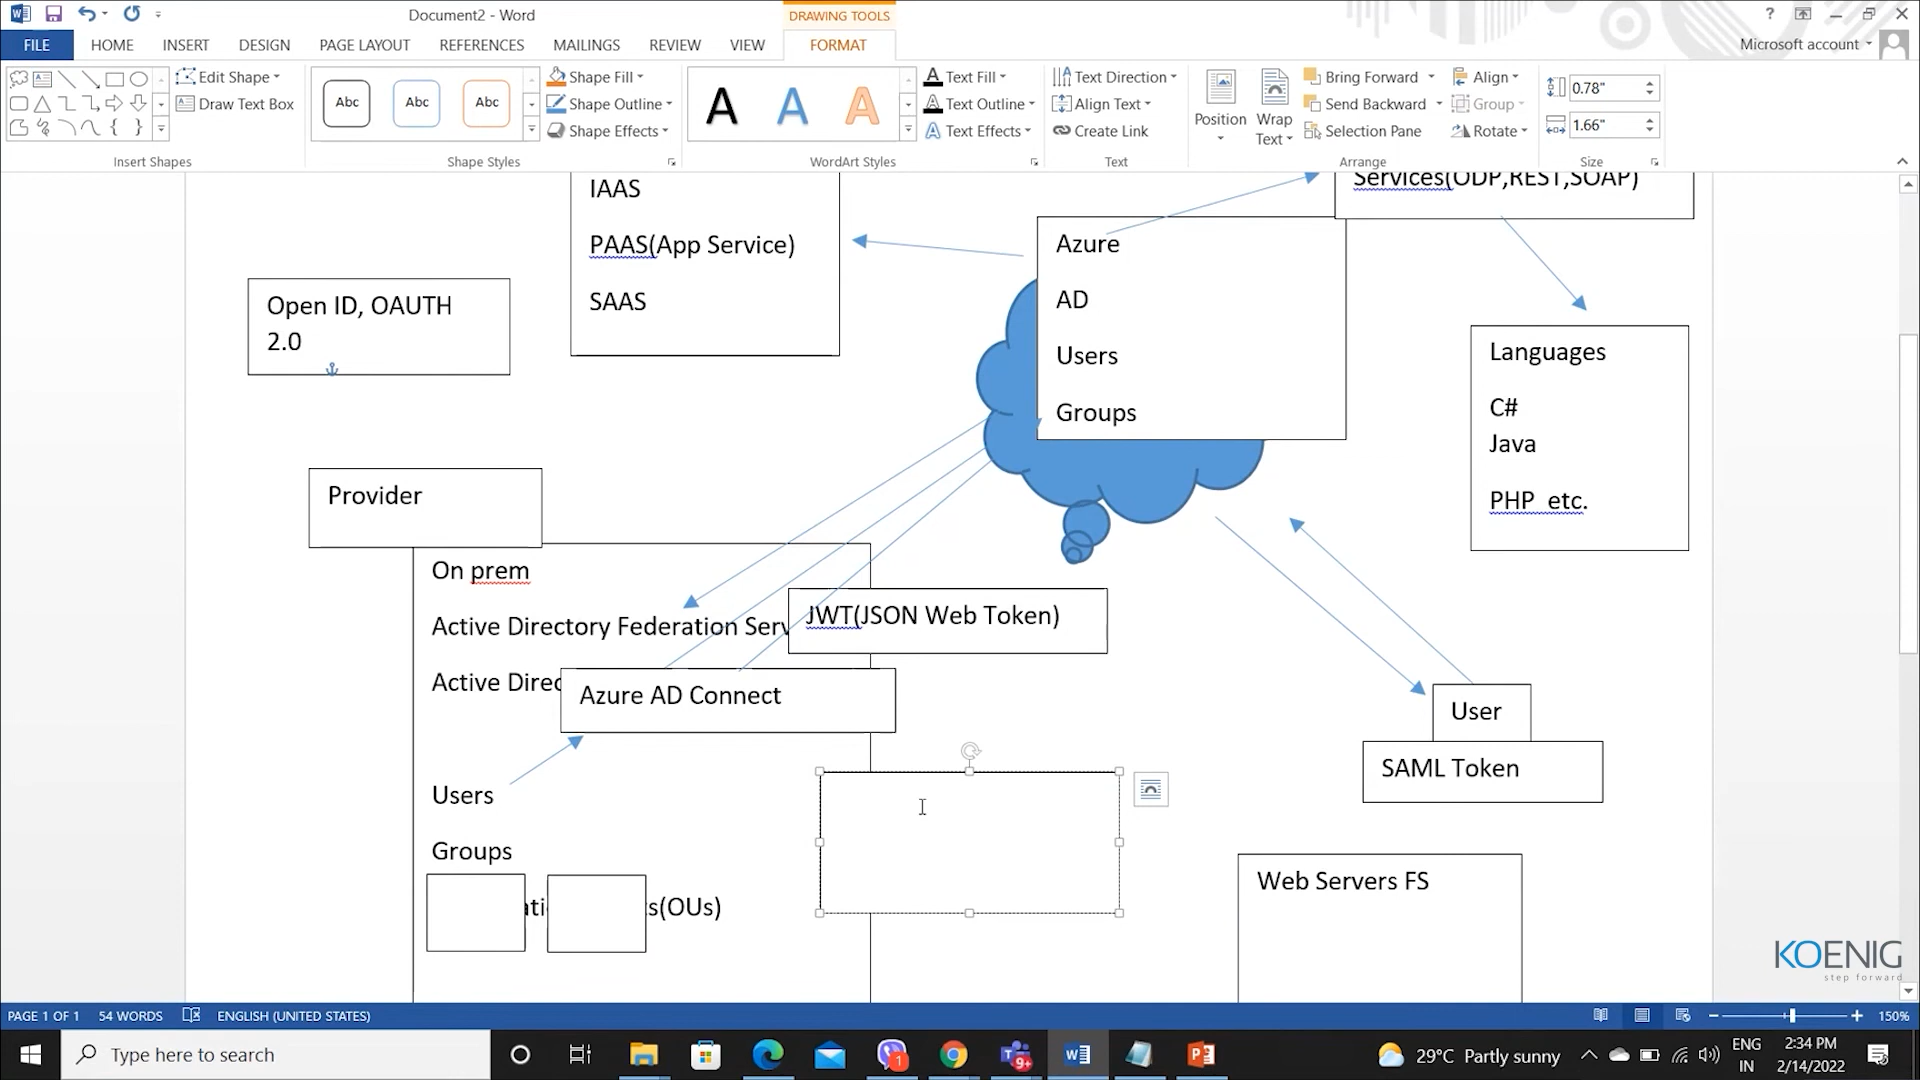 Document2 - Word
DRAWING TOOLS
?
FILE
HOME
INSERT
DESIGN
PAGE LAYOUT
REFERENCES
MAILINGS
REVIEW
VIEW
FORMAT
Microsoft account
Edit Shape
Draw Text Box
Insert Shapes
Abc
Abc
Abc
Shape Fill
Shape Outline
Shape Effects
Shape Styles
A
A
A
Text Fill
Text Outline
Text Effects
WordArt Styles
Text Direction
Align Text
Create Link
Text
Position
Wrap
Text
Bring Forward
Send Backward
Selection Pane
Align
Group
Rotate
Arrange
0.78"
1.66"
Size
IAAS
PAAS(App Service)
SAAS
Services(ODP,REST,SOAP)
Azure
AD
Users
Groups
Open ID, OAUTH
2.0
Languages
C#
Java
PHP etc.
Provider
On prem
Active Directory Federation Serv
JWT(JSON Web Token)
Active Direc
Azure AD Connect
User
SAML Token
Users
Groups
s(OUs)
Web Servers FS
KOENIG
step forward
PAGE 1 OF 1
54 WORDS
ENGLISH (UNITED STATES)
150%
Type here to search
1
9+
29°C Partly sunny
ENG
IN
2:34 PM
2/14/2022